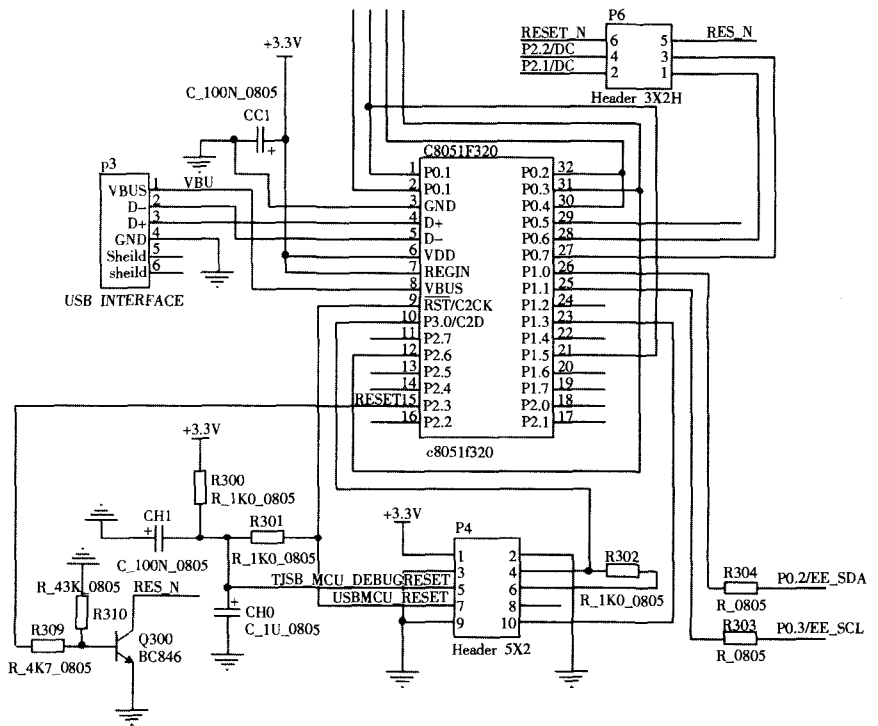 P6
+3.3V
RESET_N 6 5 RES_N
P2.2/DC 4 3
P2.1/DC 2 1
Header 3X2H
C_100N_0805
CC1
+
C8051F320
p3
VBUS 1 VBU
D- 2
D+ 3
GND 4
Sheild 5
sheild 6
USB INTERFACE
1 P0.1 P0.2 32
2 P0.1 P0.3 31
3 GND P0.4 30
4 D+ P0.5 29
5 D- P0.6 28
6 VDD P0.7 27
7 REGIN P1.0 26
8 VBUS P1.1 25
9 RST/C2CK P1.2 24
10 P3.0/C2D P1.3 23
11 P2.7 P1.4 22
12 P2.6 P1.5 21
13 P2.5 P1.6 20
14 P2.4 P1.7 19
RESET 15 P2.3 P2.0 18
16 P2.2 P2.1 17
c8051f320
+3.3V
R300
R_1K0_0805
CH1
+
C_100N_0805
R301
R_1K0_0805
+3.3V
P4
1 2
3 4
5 6
7 8
9 10
Header 5X2
TJSB_MCU_DEBUGRESET
USBMCU_RESET
R302
R_1K0_0805
R304
R_0805
P0.2/EE_SDA
R303
R_0805
P0.3/EE_SCL
R_43K_0805
RES_N
R310
+
CH0
C_1U_0805
R309
R_4K7_0805
Q300
BC846